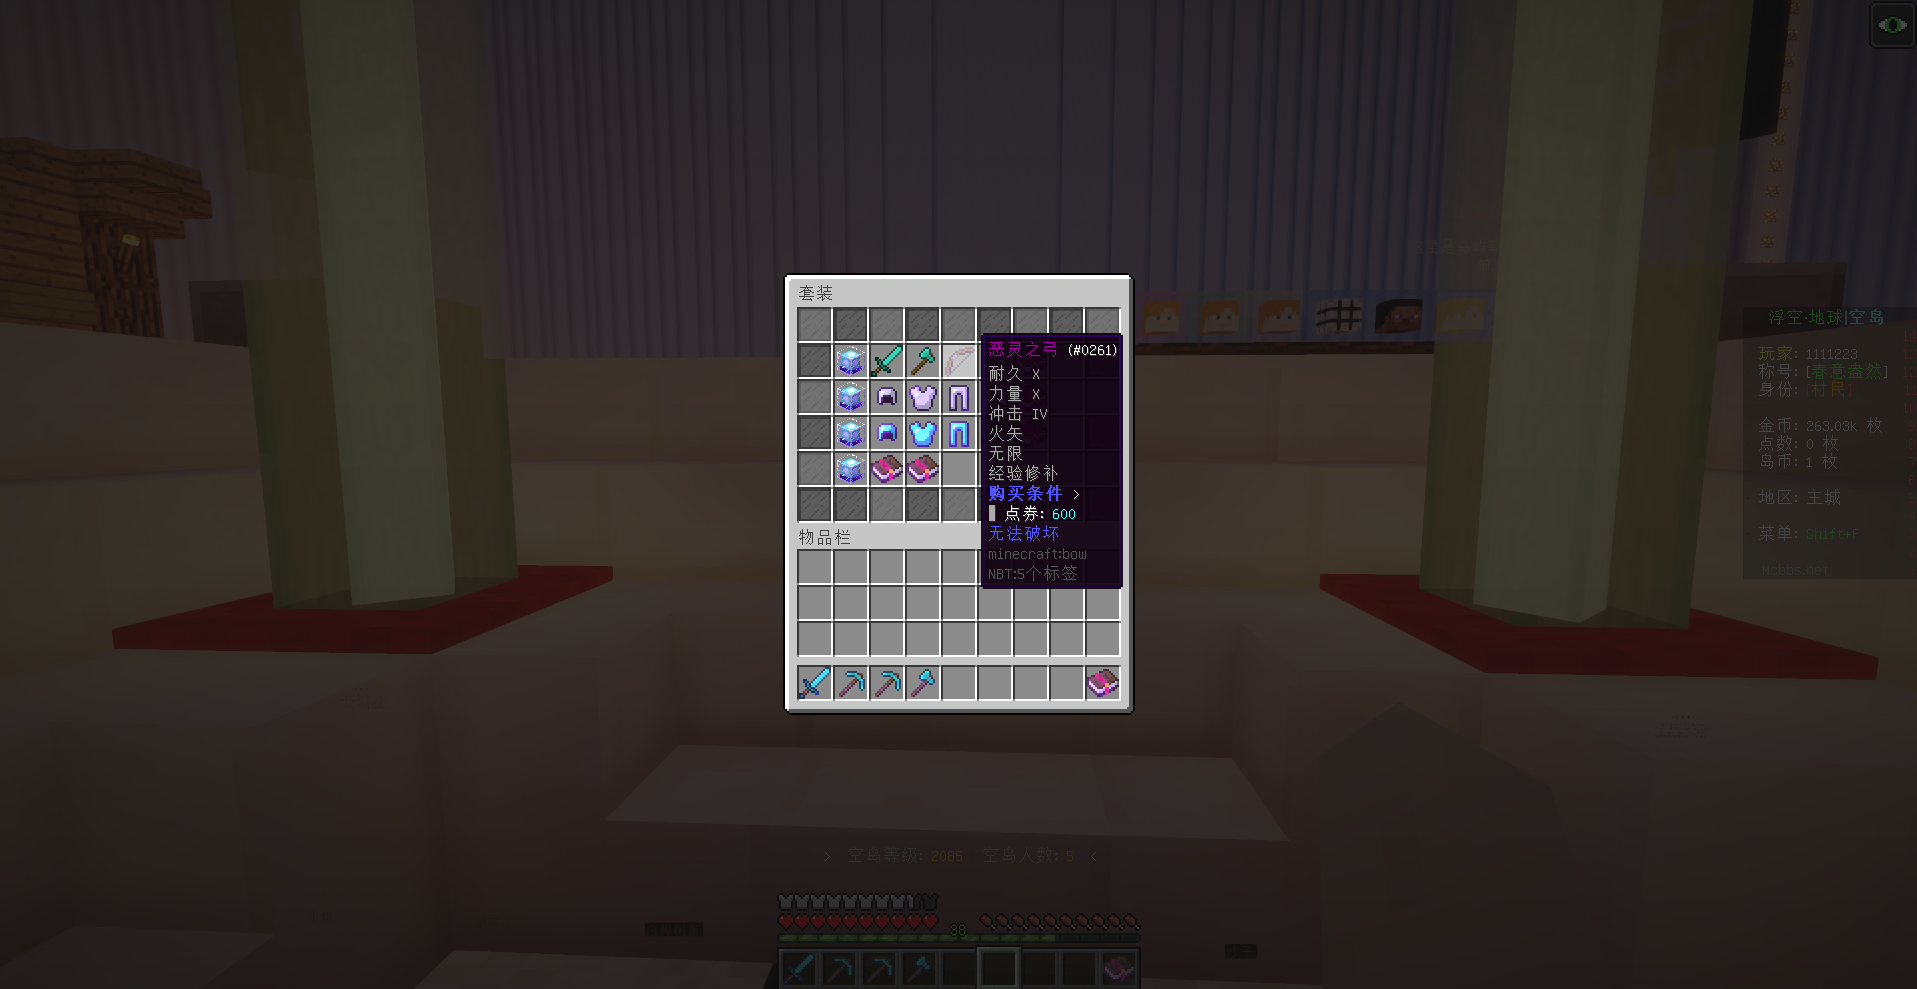 套装
恶灵之弓 (#0261)
耐久 X
力量 X
冲击 IV
火矢
无限
经验修补
购买条件 >
点券: 600
无法破坏
minecraft:bow
NBT:5个标签
物品栏
浮空·地球|空岛
玩家: 1111223
称号: [春意盎然]
身份: [村民]
金币: 263.03k 枚
点数: 0 枚
岛币: 1 枚
地区: 主城
菜单: Shift+F
Mcbbs.net
> 空岛等级: 2085 空岛人数: 5 <
38